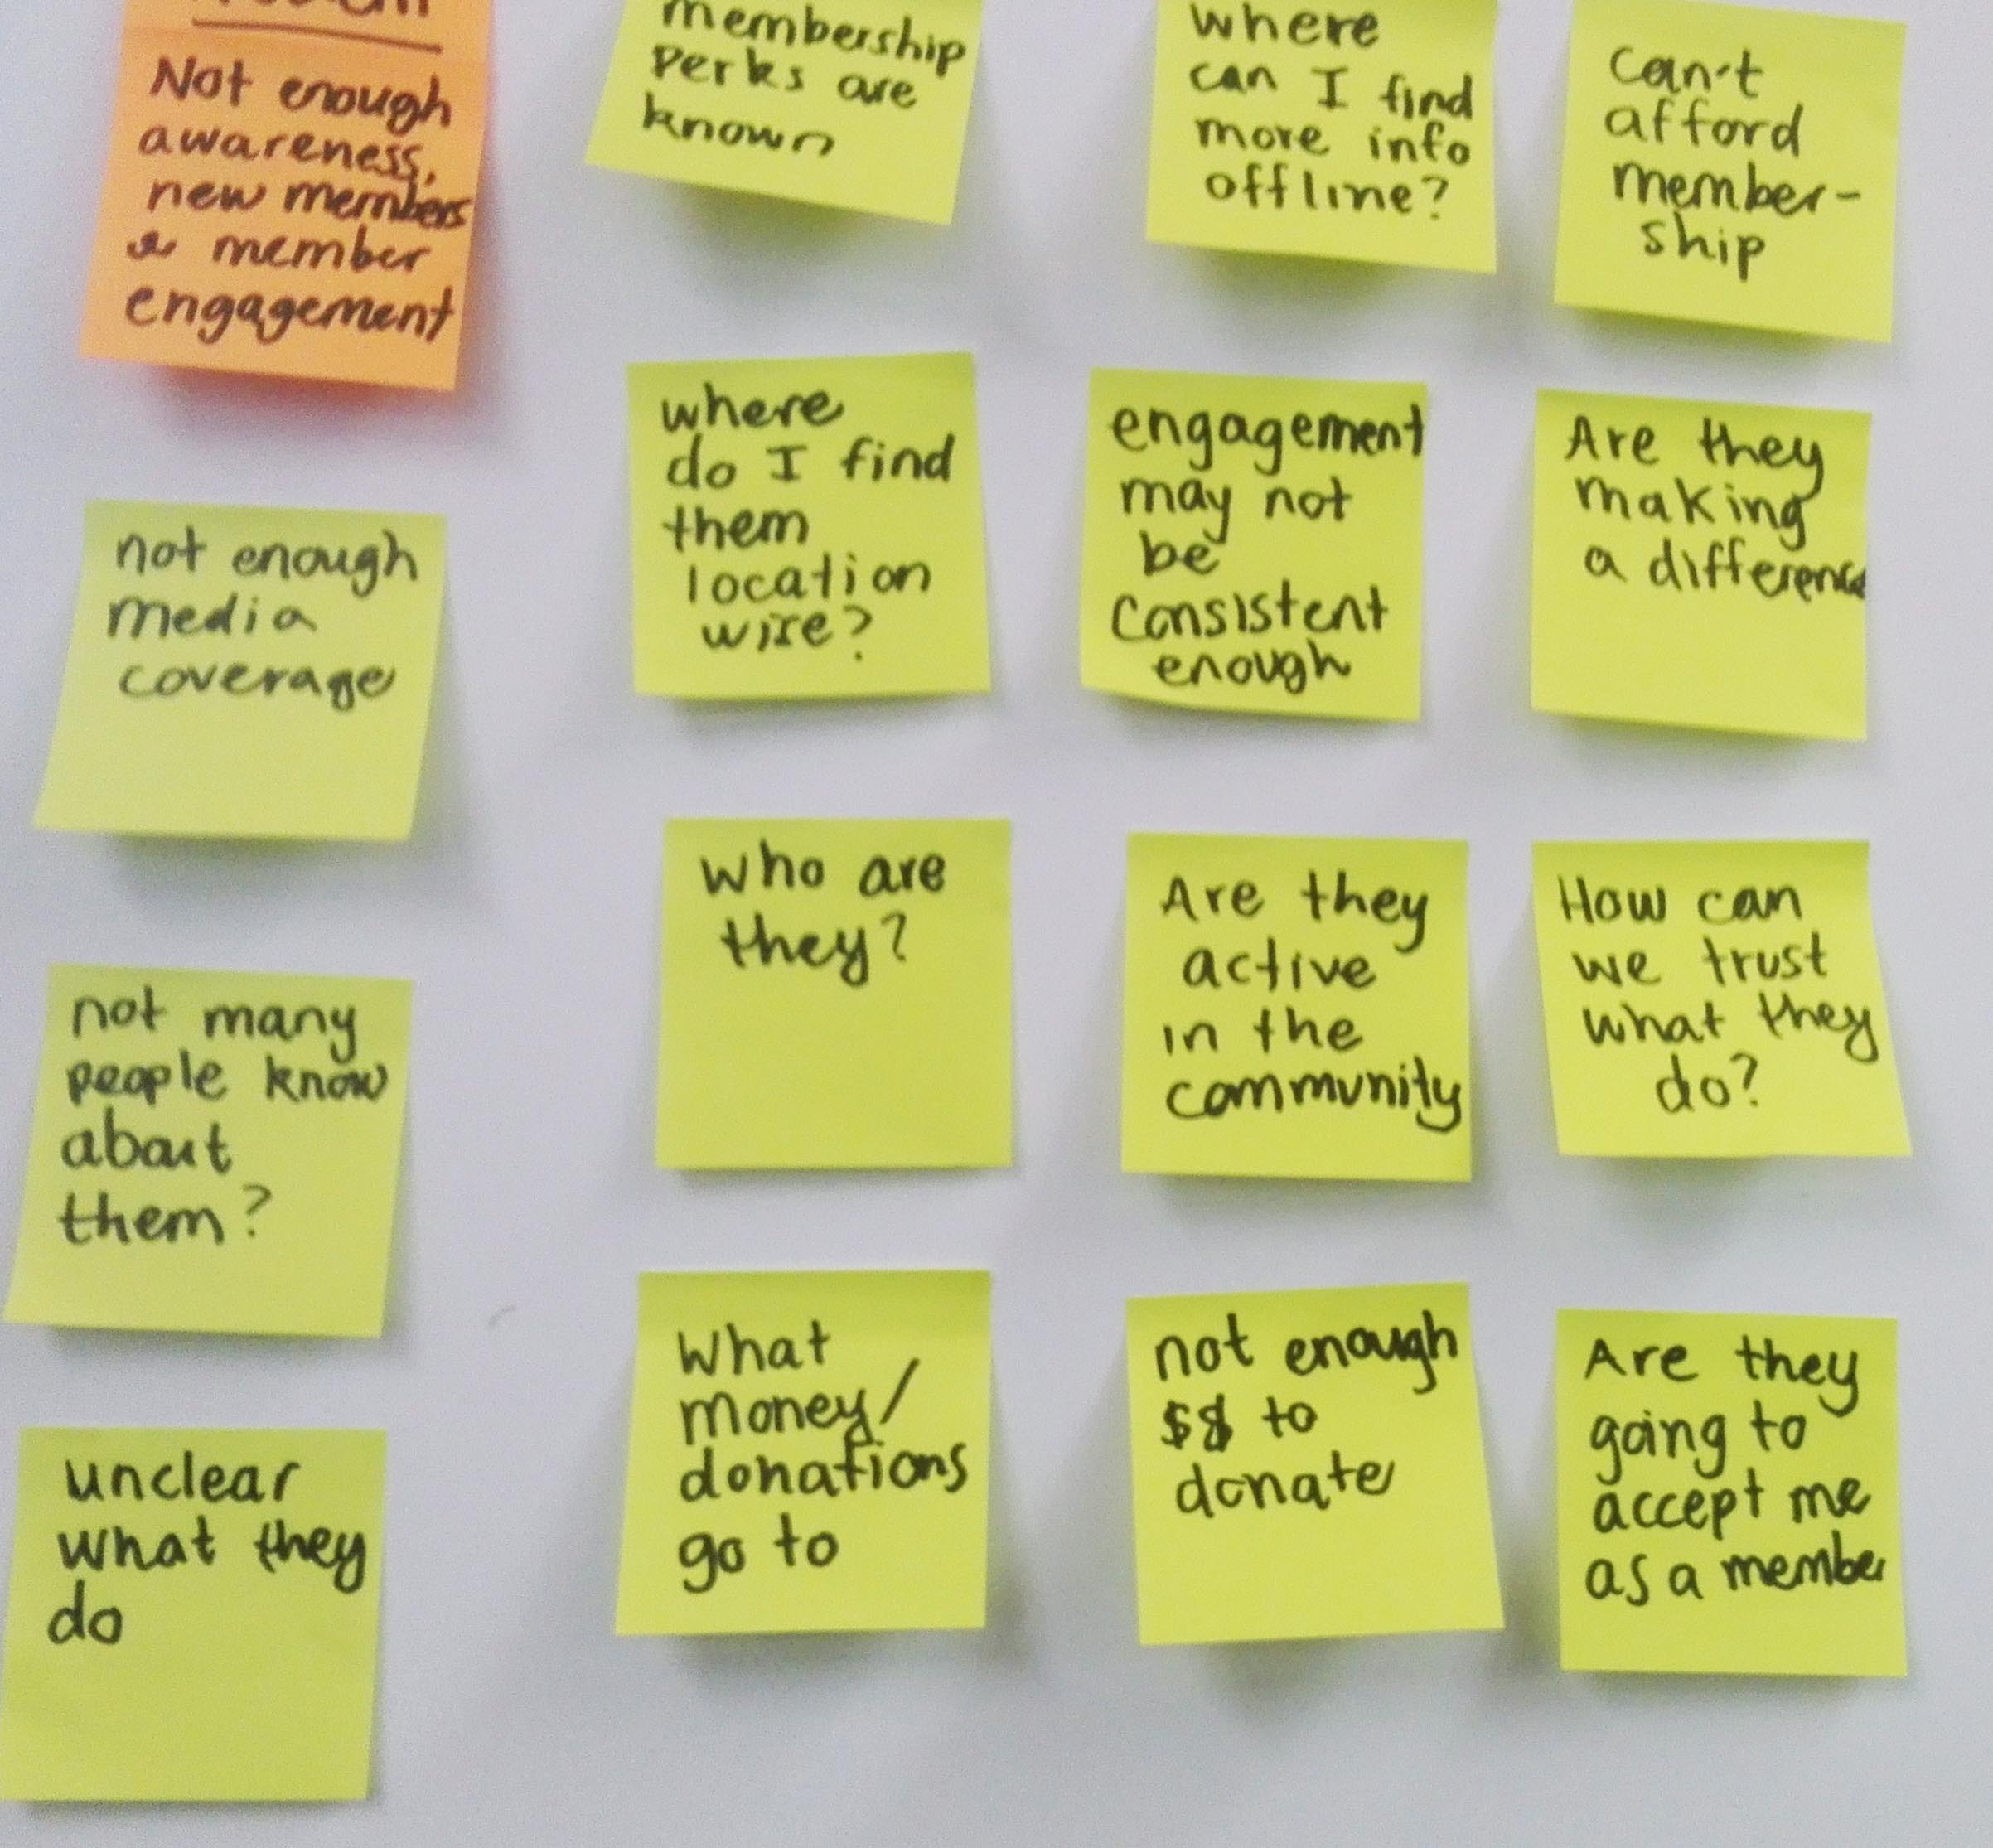 Not enough
awareness,
new members
& member
engagement
not enough
media
coverage
not many
people know
about
them?
unclear
what they
do
membership
perks are
known
where
do I find
them
location
wise?
who are
they?
What
money/
donations
go to
where
can I find
more info
offline?
engagement
may not
be
consistent
enough
Are they
active
in the
community
not enough
$$ to
donate
Can't
afford
member-
ship
Are they
making
a difference
How can
we trust
what they
do?
Are they
going to
accept me
as a member